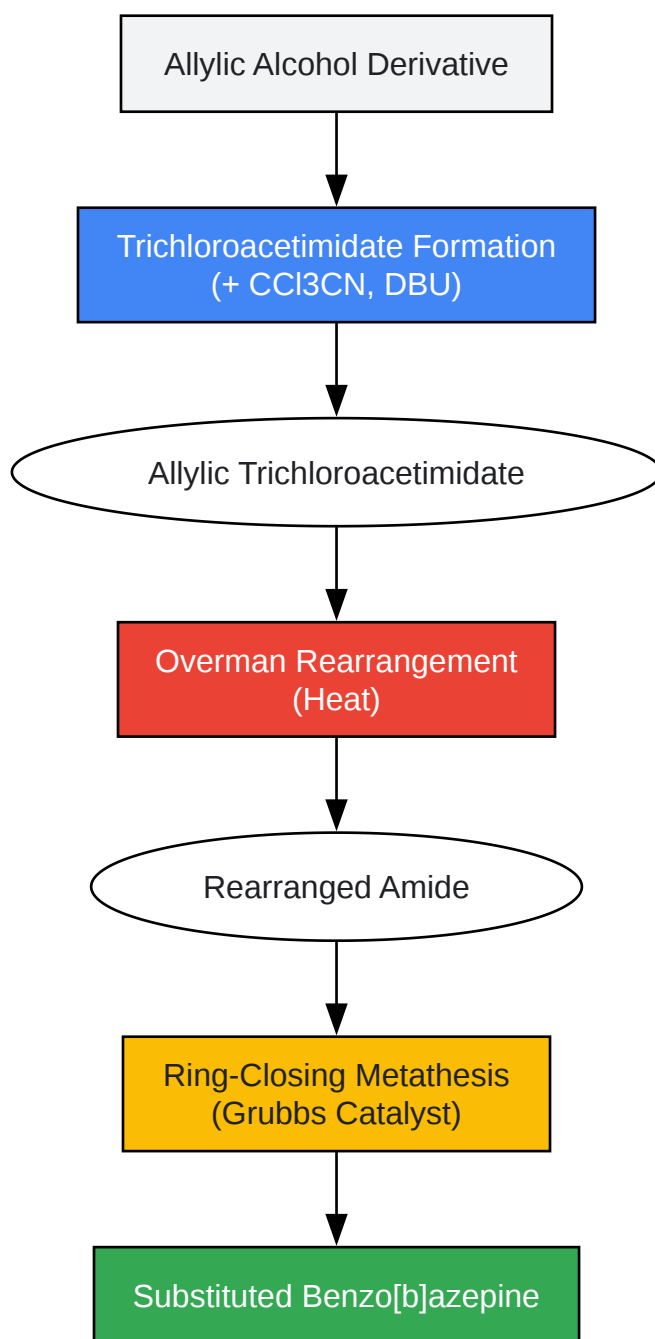 Allylic Alcohol Derivative
Trichloroacetimidate Formation
(+ CCl3CN, DBU)
Allylic Trichloroacetimidate
Overman Rearrangement
(Heat)
Rearranged Amide
Ring-Closing Metathesis
(Grubbs Catalyst)
Substituted Benzo[b]azepine